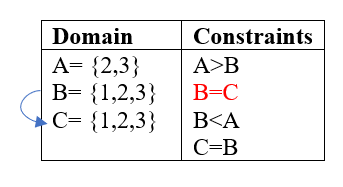 Domain Constraints
A= {2,3} A>B
B= {1,2,3} B=C
C= {1,2,3} B<A
C=B